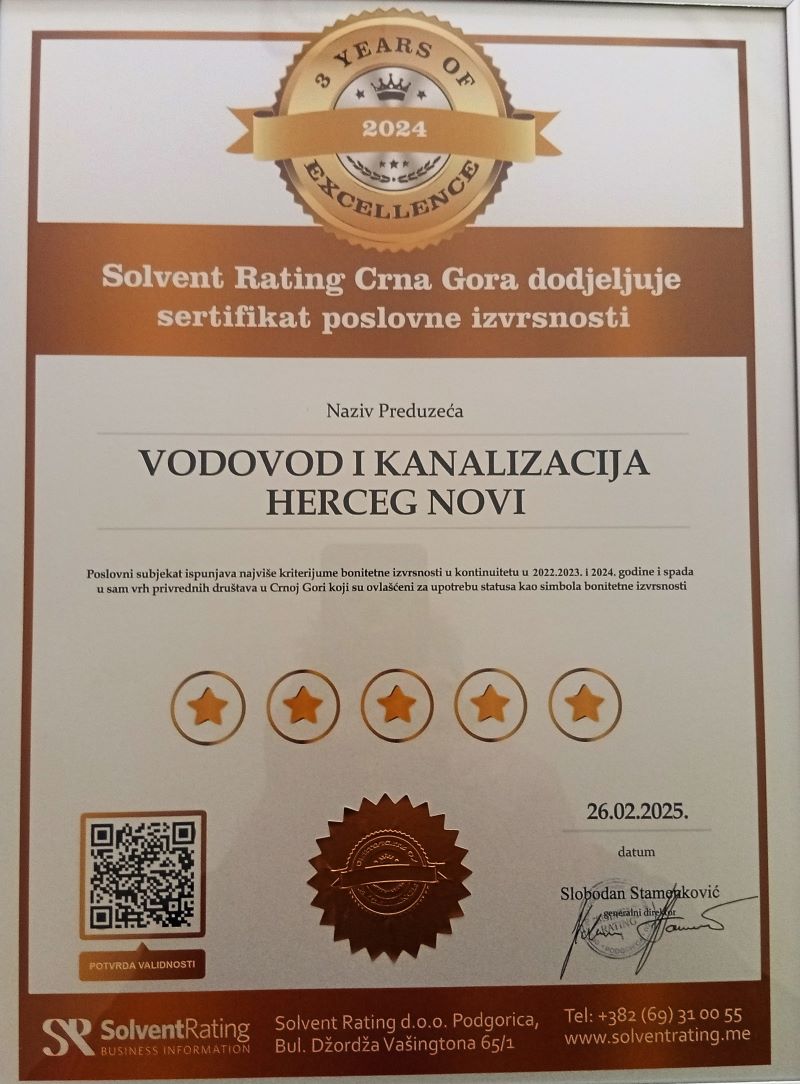 3 YEARS OF
2024
EXCELLENCE
Solvent Rating Crna Gora dodjeljuje
sertifikat poslovne izvrsnosti
Naziv Preduzeća
VODOVOD I KANALIZACIJA
HERCEG NOVI
Poslovni subjekat ispunjava najviše kriterijume bonitetne izvrsnosti u kontinuitetu u 2022.2023. i 2024. godine i spada
u sam vrh privrednih društava u Crnoj Gori koji su ovlašćeni za upotrebu statusa kao simbola bonitetne izvrsnosti
26.02.2025.
datum
Slobodan Stamenković
generalni direktor
RATING
POTVRDA VALIDNOSTI
SR SolventRating
BUSINESS INFORMATION
Solvent Rating d.o.o. Podgorica,
Bul. Džordža Vašingtona 65/1
Tel: +382 (69) 31 00 55
www.solventrating.me